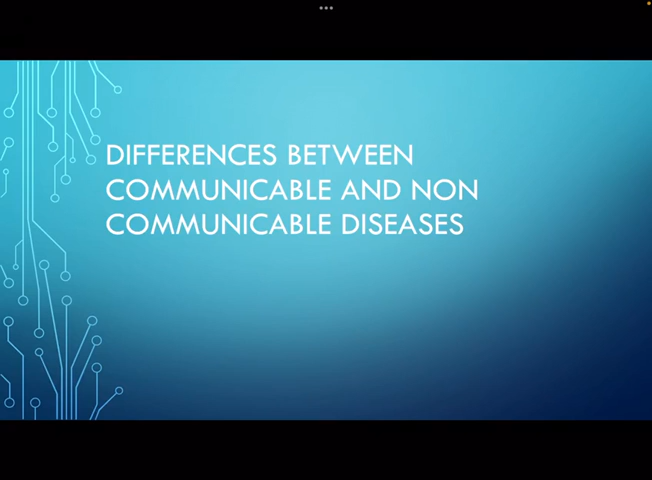 DIFFERENCES BETWEEN
COMMUNICABLE AND NON
COMMUNICABLE DISEASES